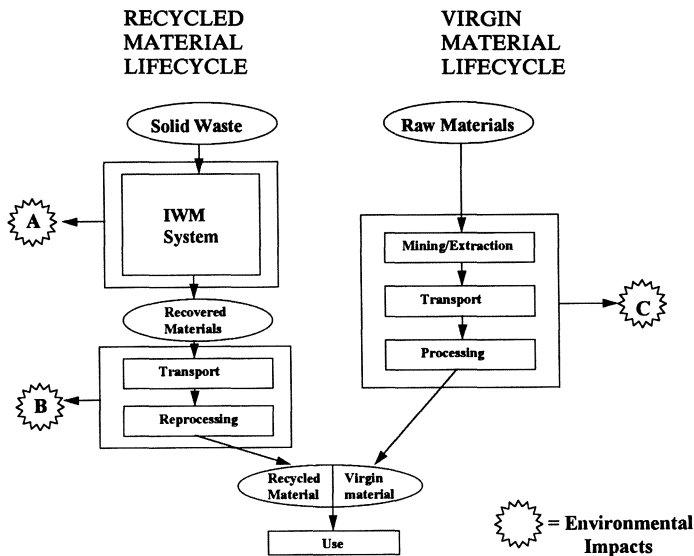 RECYCLED
MATERIAL
LIFECYCLE
VIRGIN
MATERIAL
LIFECYCLE
Solid Waste
Raw Materials
A
IWM
System
Mining/Extraction
Transport
Processing
C
Recovered
Materials
Transport
Reprocessing
B
Recycled
Material
Virgin
material
Use
= Environmental
Impacts